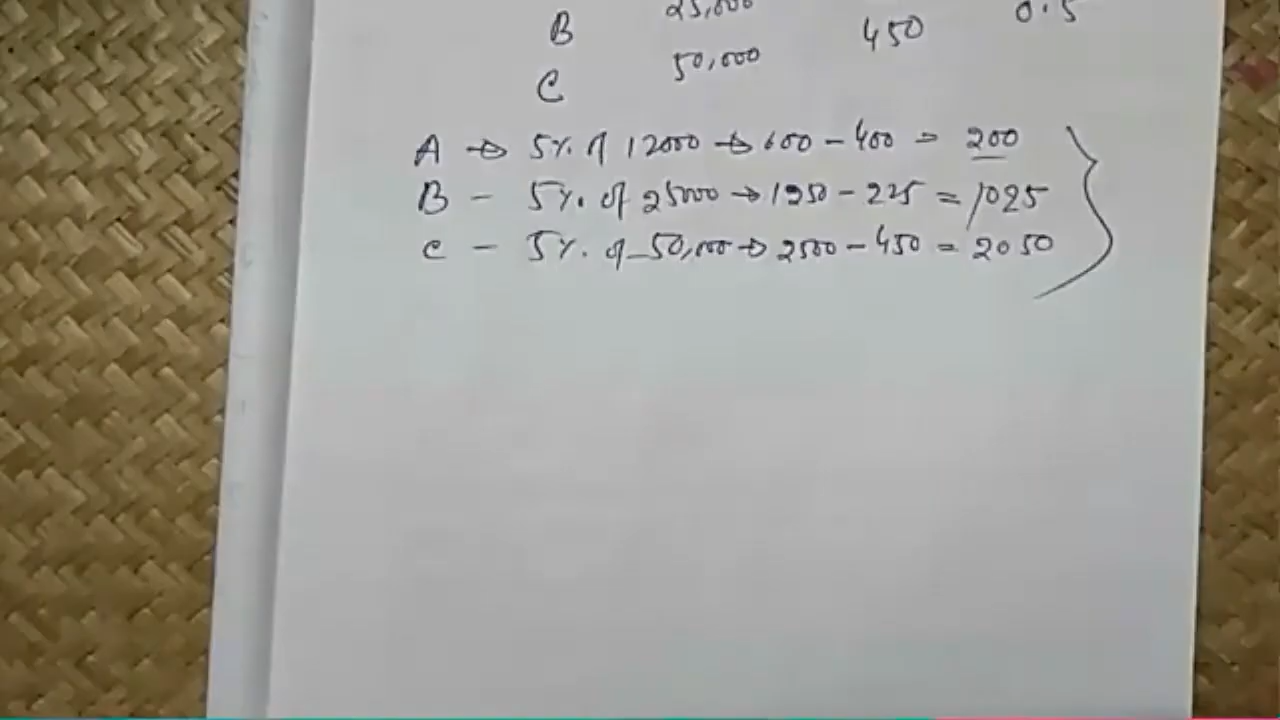 B 25,000 0.5
C 50,000 450
A → 5% of 12000 → 600 - 400 = 200
B - 5% of 25000 → 1250 - 225 = 1025
C - 5% of 50,000 → 2500 - 450 = 2050